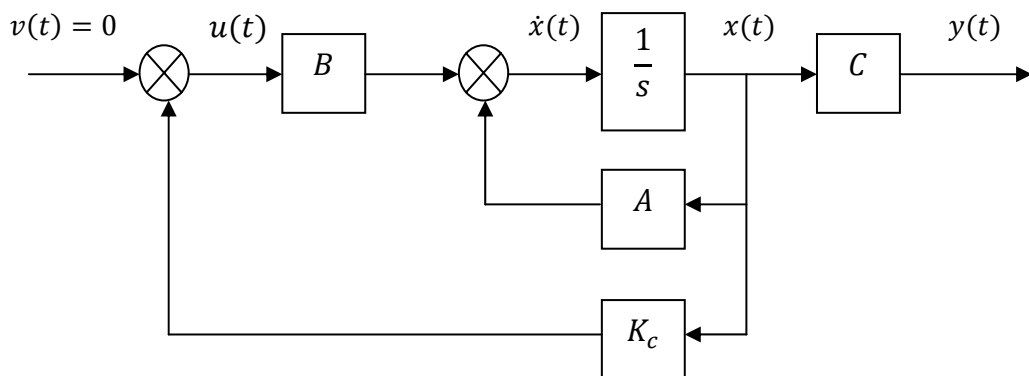 v(t) = 0
u(t)
B
ẋ(t)
1/s
x(t)
C
y(t)
A
K_c